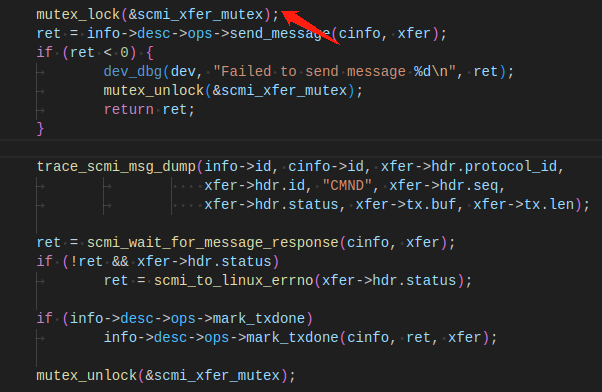 mutex_lock(&scmi_xfer_mutex);
ret = info->desc->ops->send_message(cinfo, xfer);
if (ret < 0) {
dev_dbg(dev, "Failed to send message %d\n", ret);
mutex_unlock(&scmi_xfer_mutex);
return ret;
}
trace_scmi_msg_dump(info->id, cinfo->id, xfer->hdr.protocol_id,
xfer->hdr.id, "CMND", xfer->hdr.seq,
xfer->hdr.status, xfer->tx.buf, xfer->tx.len);
ret = scmi_wait_for_message_response(cinfo, xfer);
if (!ret && xfer->hdr.status)
ret = scmi_to_linux_errno(xfer->hdr.status);
if (info->desc->ops->mark_txdone)
info->desc->ops->mark_txdone(cinfo, ret, xfer);
mutex_unlock(&scmi_xfer_mutex);